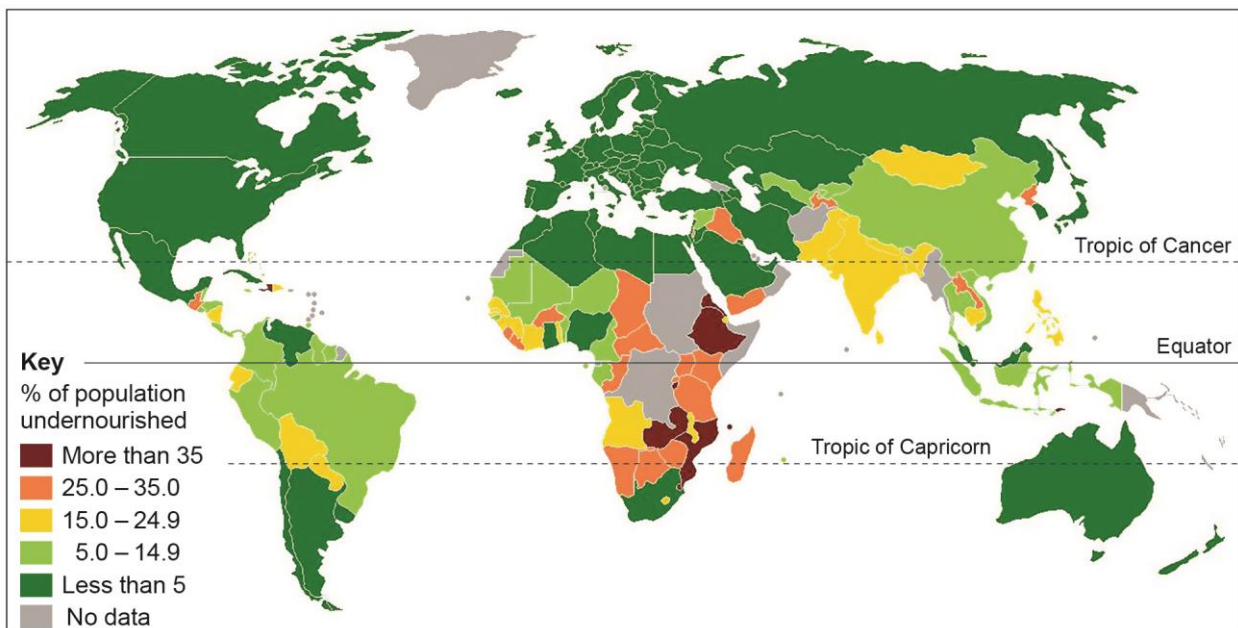 Tropic of Cancer
Equator
Tropic of Capricorn
Key
% of population
undernourished
More than 35
25.0 – 35.0
15.0 – 24.9
5.0 – 14.9
Less than 5
No data